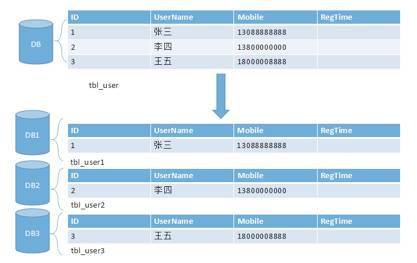 ID UserName Mobile RegTime
DB
1 张三 13088888888
2 李四 13800000000
3 王五 18000008888
tbl_user
DB1
ID UserName Mobile RegTime
1 张三 13088888888
tbl_user1
DB2
ID UserName Mobile RegTime
2 李四 13800000000
tbl_user2
DB3
ID UserName Mobile RegTime
3 王五 18000008888
tbl_user3